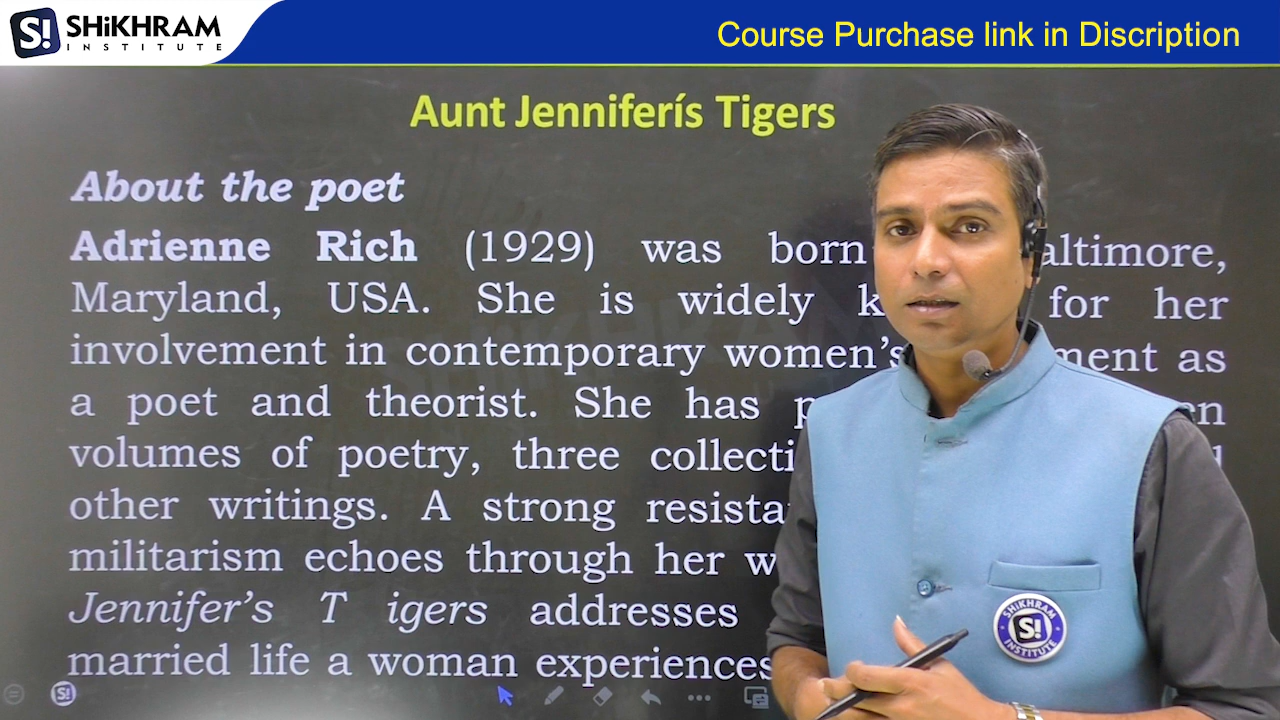 S!
SHiKHRAM
INSTITUTE
Course Purchase link in Discription
Aunt Jenniferís Tigers
About the poet
Adrienne Rich (1929) was born altimore,
Maryland, USA. She is widely k for her
involvement in contemporary women's ment as
a poet and theorist. She has p en
volumes of poetry, three collecti
other writings. A strong resista
militarism echoes through her w
Jennifer's T igers addresses
married life a woman experiences
SHiKHRAM
S!
INSTITUTE
S!